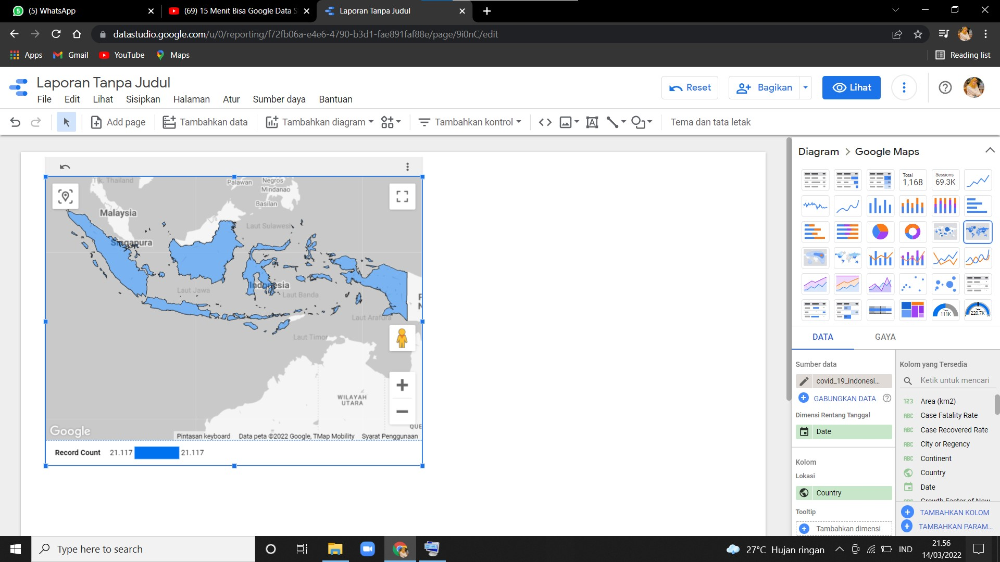 (5) WhatsApp
(69) 15 Menit Bisa Google Data S
Laporan Tanpa Judul
datastudio.google.com/u/0/reporting/f72fb06a-e4e6-4790-b3d1-fae891faf88e/page/9i0nC/edit
Apps
Gmail
YouTube
Maps
Reading list
Laporan Tanpa Judul
File
Edit
Lihat
Sisipkan
Halaman
Atur
Sumber daya
Bantuan
Reset
Bagikan
Lihat
Add page
Tambahkan data
Tambahkan diagram
Tambahkan kontrol
Tema dan tata letak
Tlk. Thailand
Palawan
Negros
Mindanao
Basilan
Malaysia
Laut Sulawesi
Singapura
Indonesia
Laut Jawa
Laut Banda
Laut Arafura
Laut Timor
WILAYAH
UTARA
QUE
Google
Pintasan keyboard
Data peta ©2022 Google, TMap Mobility
Syarat Penggunaan
Record Count
21.117
21.117
Diagram
Google Maps
Total
1,168
Sessions
69.3K
Total
111K
220.7K
DATA
GAYA
Sumber data
covid_19_indonesi...
GABUNGKAN DATA
Dimensi Rentang Tanggal
Date
Kolom
Lokasi
Country
Tooltip
Tambahkan dimensi
Kolom yang Tersedia
Ketik untuk mencari
123 Area (km2)
ABC Case Fatality Rate
ABC Case Recovered Rate
ABC City or Regency
ABC Continent
Country
Date
ABC Growth Factor of New
TAMBAHKAN KOLOM
TAMBAHKAN PARAM...
Type here to search
27°C Hujan ringan
IND
21.56
14/03/2022